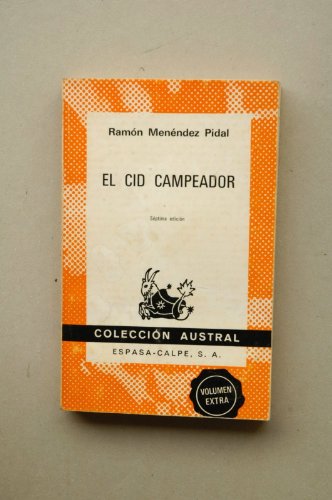 Ramón Menéndez Pidal
EL CID CAMPEADOR
Séptima edición
COLECCIÓN AUSTRAL
ESPASA-CALPE, S. A.
VOLUMEN
EXTRA